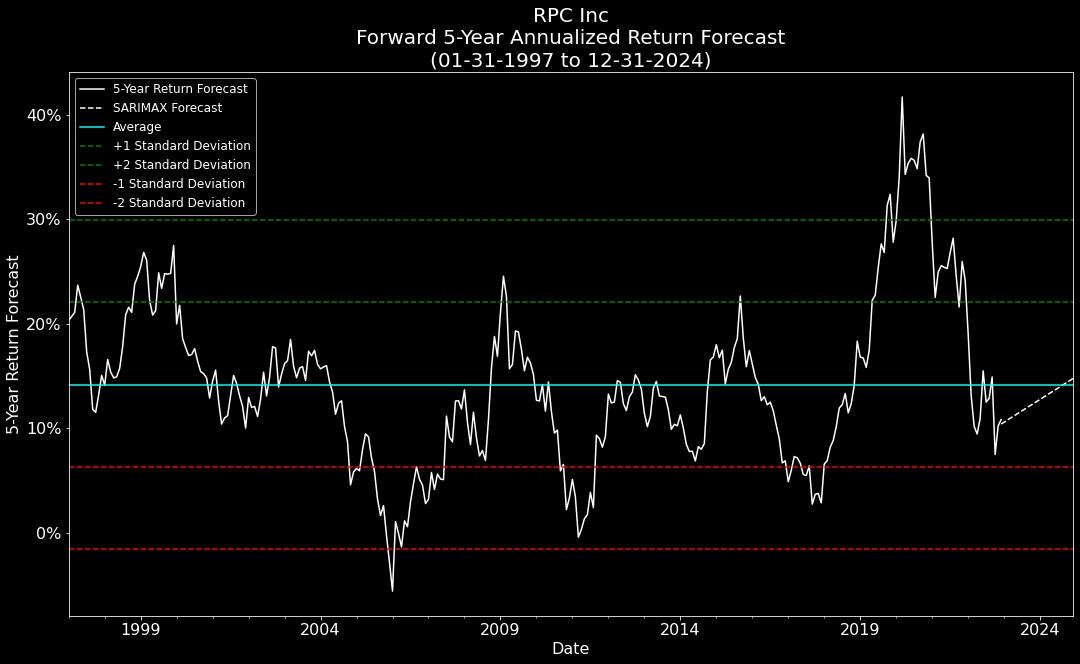 RPC Inc
Forward 5-Year Annualized Return Forecast
(01-31-1997 to 12-31-2024)
5-Year Return Forecast
SARIMAX Forecast
Average
+1 Standard Deviation
+2 Standard Deviation
-1 Standard Deviation
-2 Standard Deviation
40%
30%
20%
10%
0%
5-Year Return Forecast
1999
2004
2009
2014
2019
2024
Date